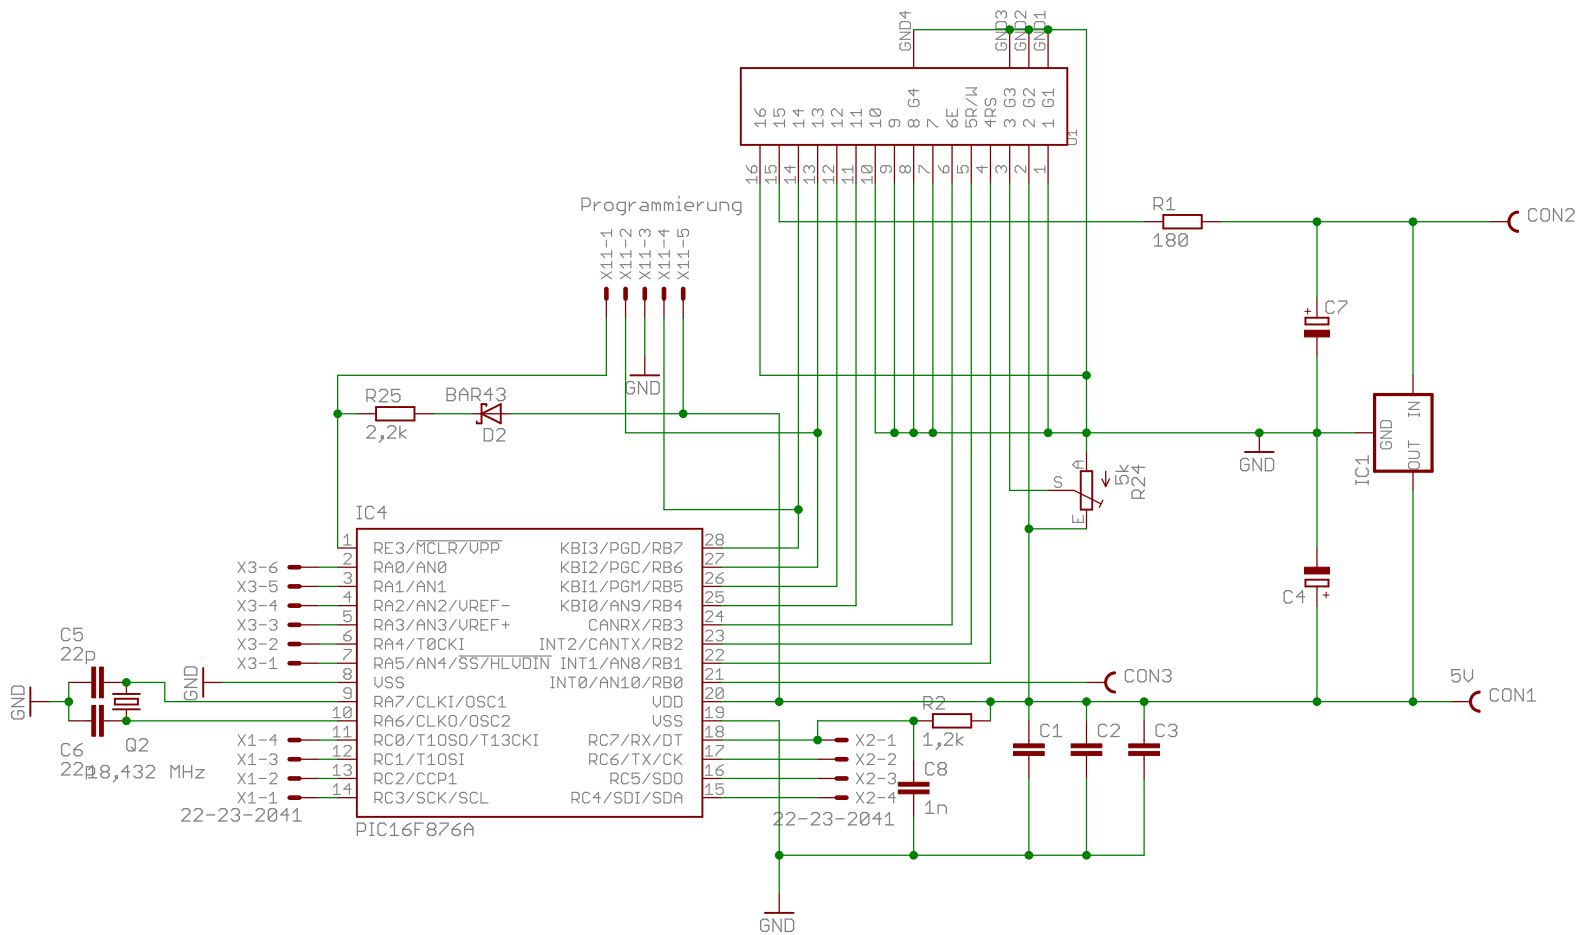 GND4
GND3
GND2
GND1
16
15
14
13
12
11
10
9
8 G4
7
6E
5R/W
4RS
3 G3
2 G2
1 G1
16
15
14
13
12
11
10
9
8
7
6
5
4
3
2
1
Programmierung
X11-1
X11-2
X11-3
X11-4
X11-5
GND
R1
180
CON2
+
C7
R25
2,2k
BAR43
D2
GND
IN
GND
OUT
IC1
A
S
E
5k
R24
C4
+
IC4
1 RE3/MCLR/VPP KBI3/PGD/RB7 28
X3-6 2 RA0/AN0 KBI2/PGC/RB6 27
X3-5 3 RA1/AN1 KBI1/PGM/RB5 26
X3-4 4 RA2/AN2/VREF- KBI0/AN9/RB4 25
X3-3 5 RA3/AN3/VREF+ CANRX/RB3 24
X3-2 6 RA4/T0CKI INT2/CANTX/RB2 23
X3-1 7 RA5/AN4/SS/HLVDIN INT1/AN8/RB1 22
GND 8 VSS INT0/AN10/RB0 21 CON3
9 RA7/CLKI/OSC1 VDD 20
10 RA6/CLKO/OSC2 VSS 19
X1-4 11 RC0/T1OSO/T13CKI RC7/RX/DT 18 X2-1
X1-3 12 RC1/T1OSI RC6/TX/CK 17 X2-2
X1-2 13 RC2/CCP1 RC5/SDO 16 X2-3
X1-1 14 RC3/SCK/SCL RC4/SDI/SDA 15 X2-4
22-23-2041
22-23-2041
PIC16F876A
C5
22p
GND
C6
22p
Q2
18,432 MHz
5V
CON1
R2
1,2k
C1
C2
C3
C8
1n
GND